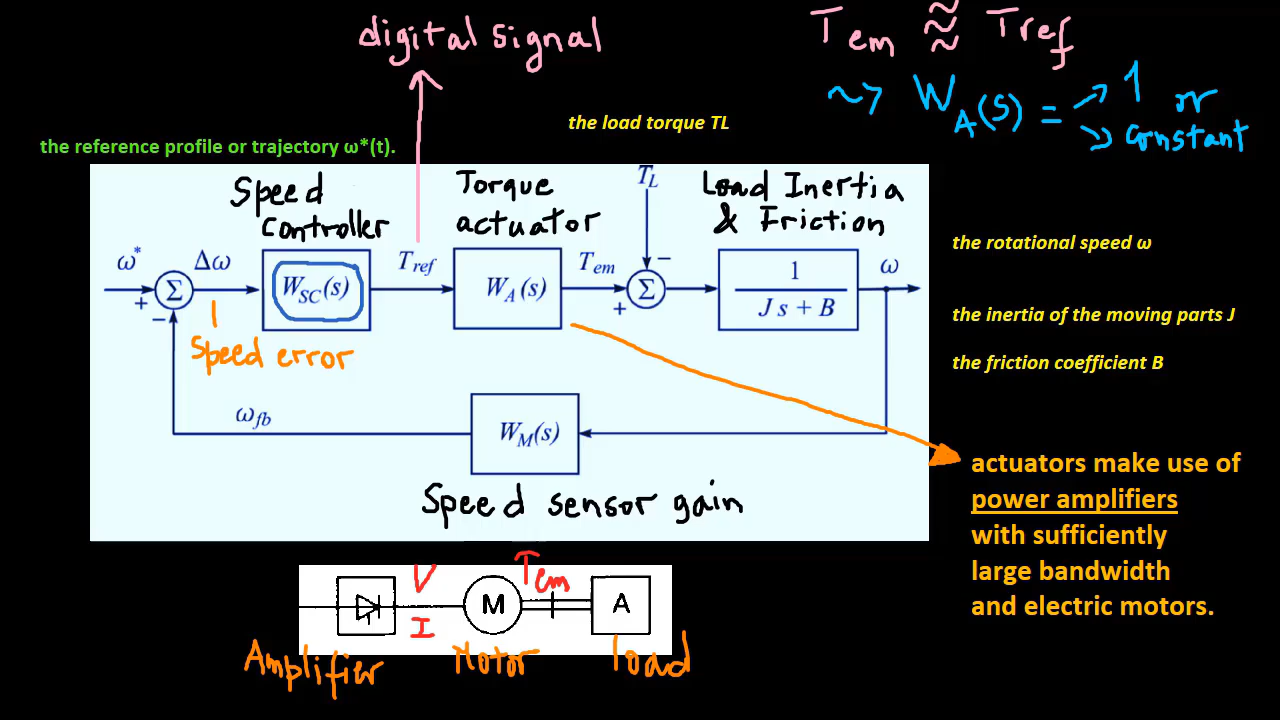 digital signal
Tem ≈≈ Tref
~> WA(s) = 1 or
constant
the load torque TL
the reference profile or trajectory ω*(t).
Speed
Controller
Torque
actuator
TL
Load Inertia
& Friction
ω*
Δω
WSC(s)
Tref
WA(s)
Tem
Σ
+
−
Σ
+
−
1
Js + B
ω
Speed error
ωfb
WM(s)
Speed sensor gain
the rotational speed ω
the inertia of the moving parts J
the friction coefficient B
actuators make use of
power amplifiers
with sufficiently
large bandwidth
and electric motors.
V
I
Tem
M
A
Amplifier
Motor
load